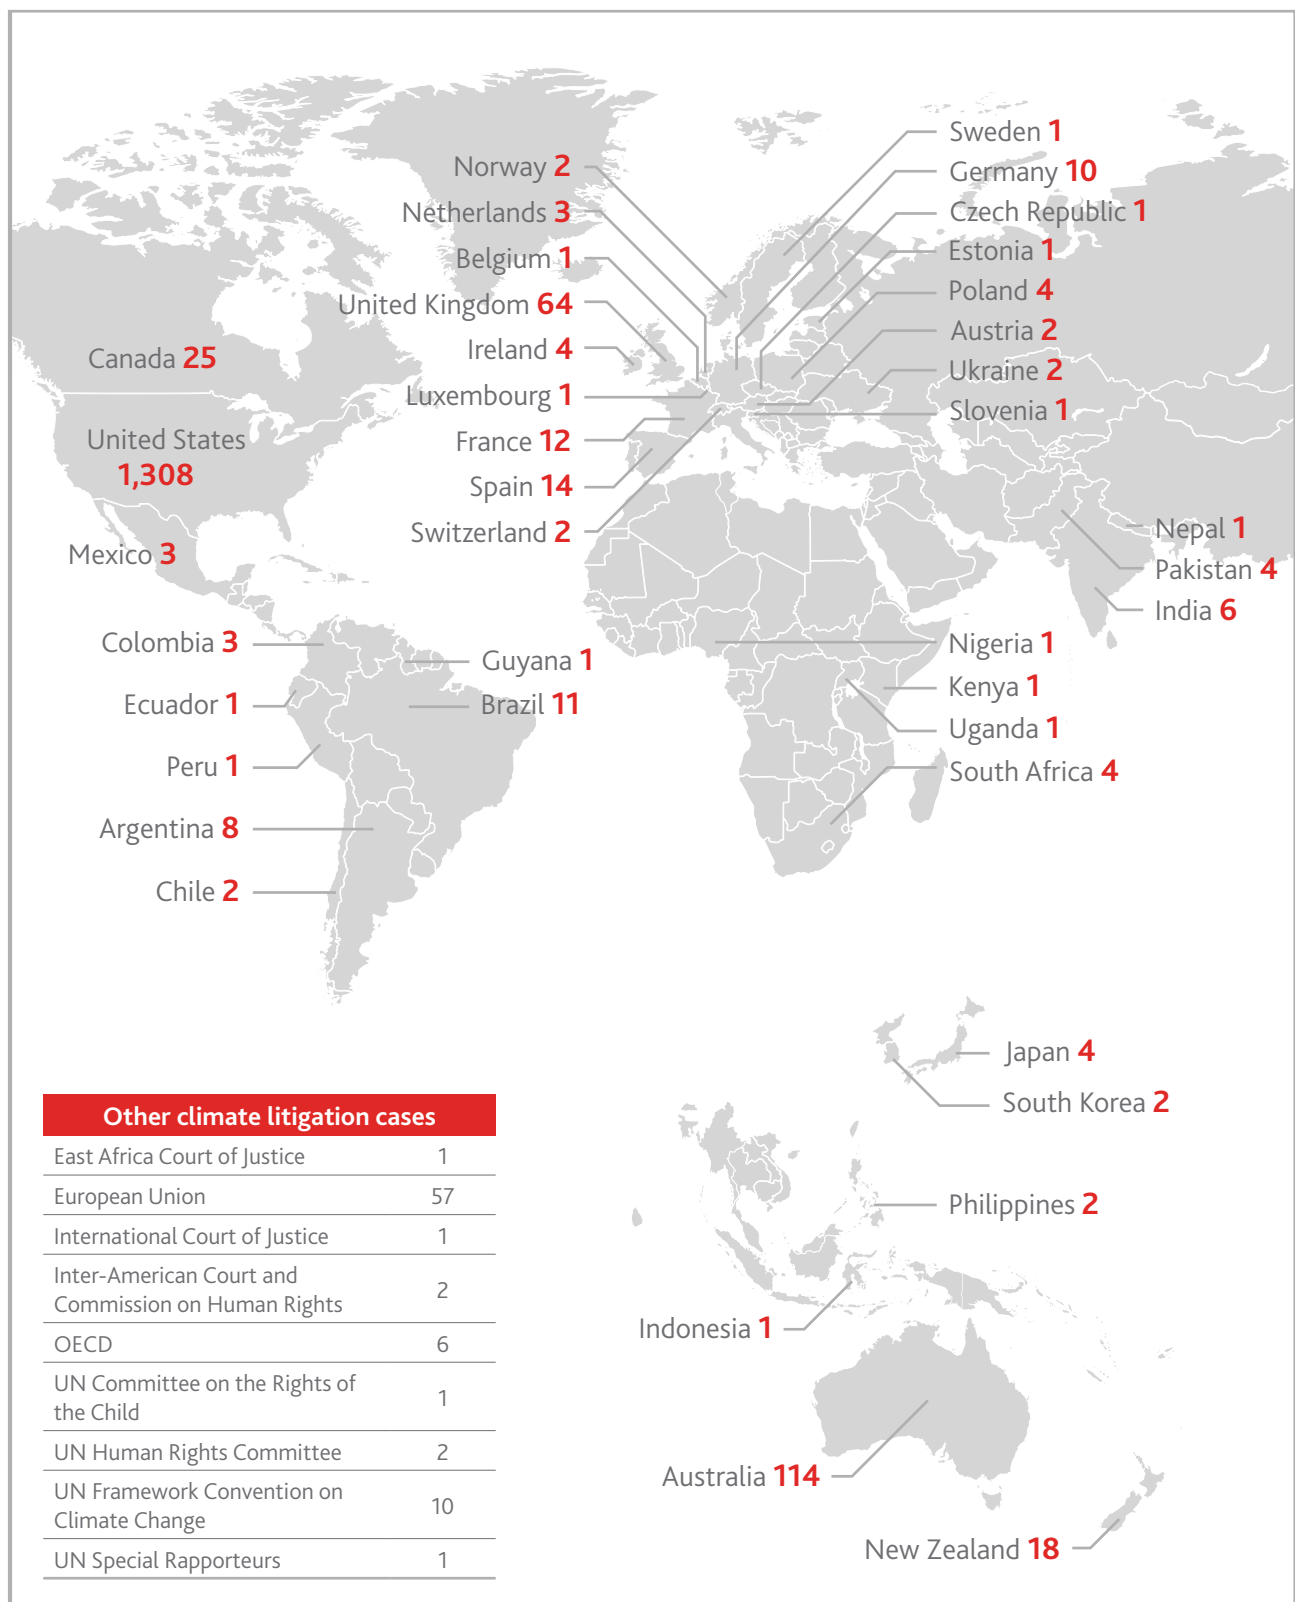 Sweden 1
Norway 2
Germany 10
Netherlands 3
Czech Republic 1
Belgium 1
Estonia 1
United Kingdom 64
Poland 4
Ireland 4
Austria 2
Canada 25
Ukraine 2
Luxembourg 1
Slovenia 1
United States
1,308
France 12
Spain 14
Switzerland 2
Mexico 3
Nepal 1
Pakistan 4
India 6
Colombia 3
Guyana 1
Nigeria 1
Ecuador 1
Brazil 11
Kenya 1
Uganda 1
Peru 1
South Africa 4
Argentina 8
Chile 2
Japan 4
South Korea 2
Philippines 2
Indonesia 1
Australia 114
New Zealand 18
Other climate litigation cases
East Africa Court of Justice 1
European Union 57
International Court of Justice 1
Inter-American Court and
Commission on Human Rights 2
OECD 6
UN Committee on the Rights of
the Child 1
UN Human Rights Committee 2
UN Framework Convention on
Climate Change 10
UN Special Rapporteurs 1